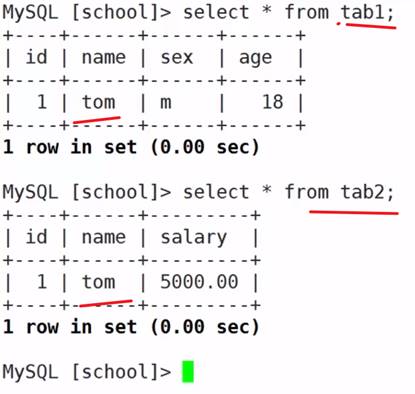 MySQL [school]> select * from tab1;
+----+------+------+------+
| id | name | sex  | age  |
+----+------+------+------+
|  1 | tom  | m    |   18 |
+----+------+------+------+
1 row in set (0.00 sec)
MySQL [school]> select * from tab2;
+----+------+---------+
| id | name | salary  |
+----+------+---------+
|  1 | tom  | 5000.00 |
+----+------+---------+
1 row in set (0.00 sec)
MySQL [school]>